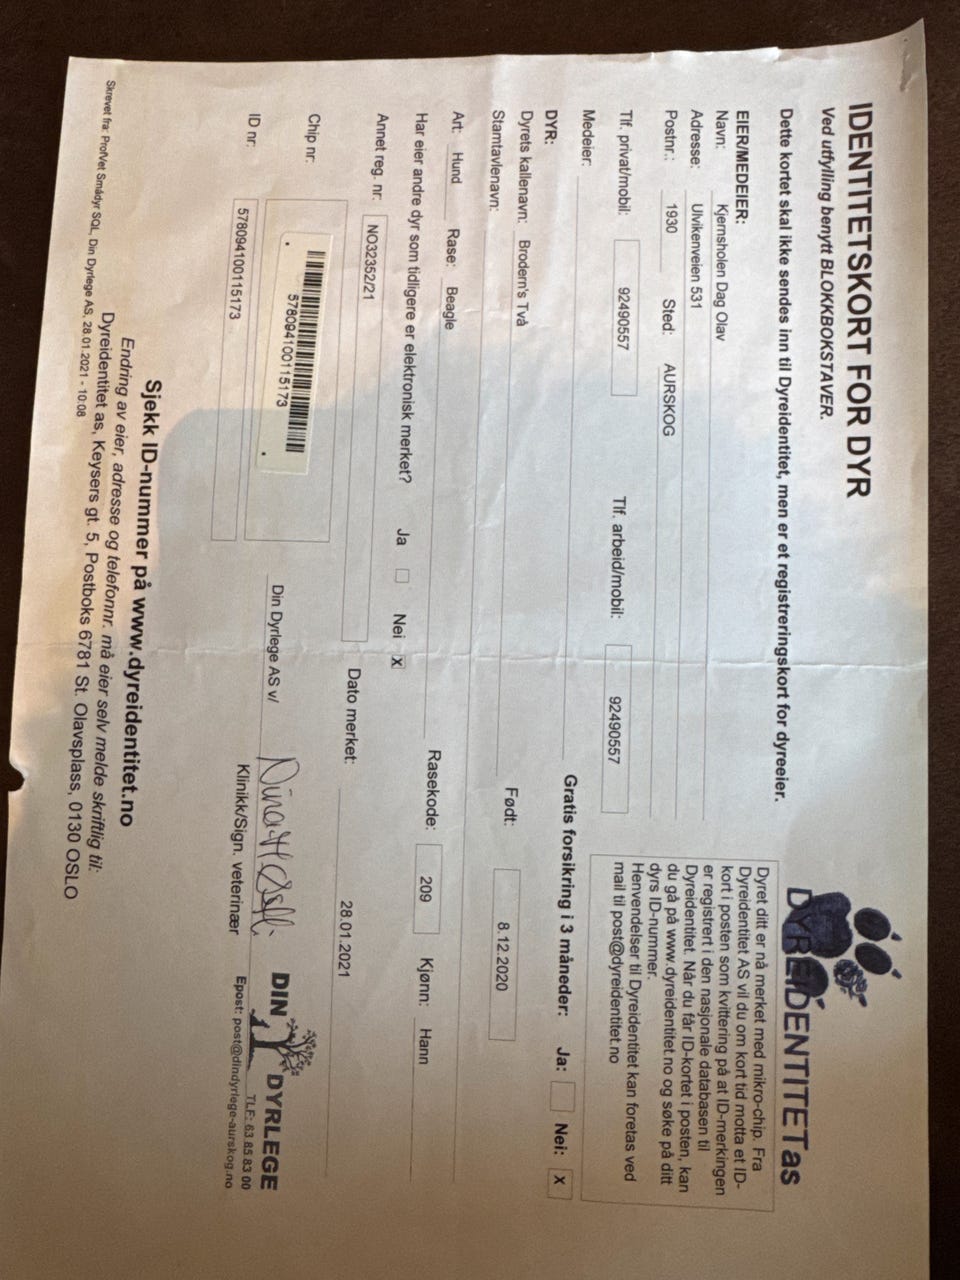 IDENTITETSKORT FOR DYR
Ved utfylling benytt BLOKKBOKSTAVER.
DYREIDENTITETas
Dette kortet skal ikke sendes inn til Dyreidentitet, men er et registreringskort for dyreeier.
EIER/MEDEIER:
Navn: Kjernsholen Dag Olav
Adresse: Ulvikenveien 531
Postnr.: 1930 Sted: AURSKOG
Tlf. privat/mobil: 92490557 Tlf. arbeid/mobil: 92490557
Medeier:
Dyret ditt er nå merket med mikro-chip. Fra
Dyreidentitet AS vil du om kort tid motta et ID-
kort i posten som kvittering på at ID-merkingen
er registrert i den nasjonale databasen til
Dyreidentitet. Når du får ID-kortet i posten, kan
du gå på www.dyreidentitet.no og søke på ditt
dyrs ID-nummer.
Henvendelser til Dyreidentitet kan foretas ved
mail til post@dyreidentitet.no
Gratis forsikring i 3 måneder: Ja: Nei: X
DYR:
Dyrets kallenavn: Brodern's Två
Stamtavlenavn: Født: 8.12.2020
Art: Hund Rase: Beagle Rasekode: 209 Kjønn: Hann
Har eier andre dyr som tidligere er elektronisk merket? Ja Nei X
Annet reg. nr: NO32352/21 Dato merket: 28.01.2021
Chip nr: 578094100115173
Din Dyrlege AS v/
ID nr: 578094100115173
Klinikk/Sign. veterinær
DIN DYRLEGE
TLF: 63 85 83 00
Epost: post@dindyrlege-aurskog.no
Sjekk ID-nummer på www.dyreidentitet.no
Endring av eier, adresse og telefonnr. må eier selv melde skriftlig til:
Dyreidentitet as, Keysers gt. 5, Postboks 6781 St. Olavsplass, 0130 OSLO
Skrevet fra: ProfVet Smådyr SQL, Din Dyrlege AS, 28.01.2021 - 10:08